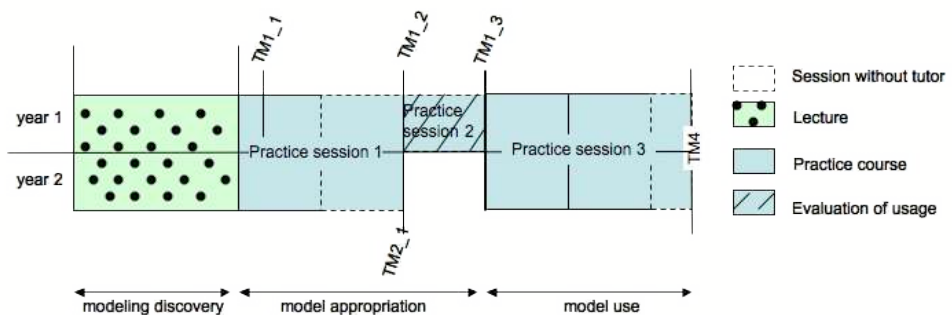 TM1_1
TM1_2
TM1_3
year 1
year 2
Practice session 1
Practice
session 2
Practice session 3
TM4
TM2_1
modeling discovery
model appropriation
model use
Session without tutor
Lecture
Practice course
Evaluation of usage